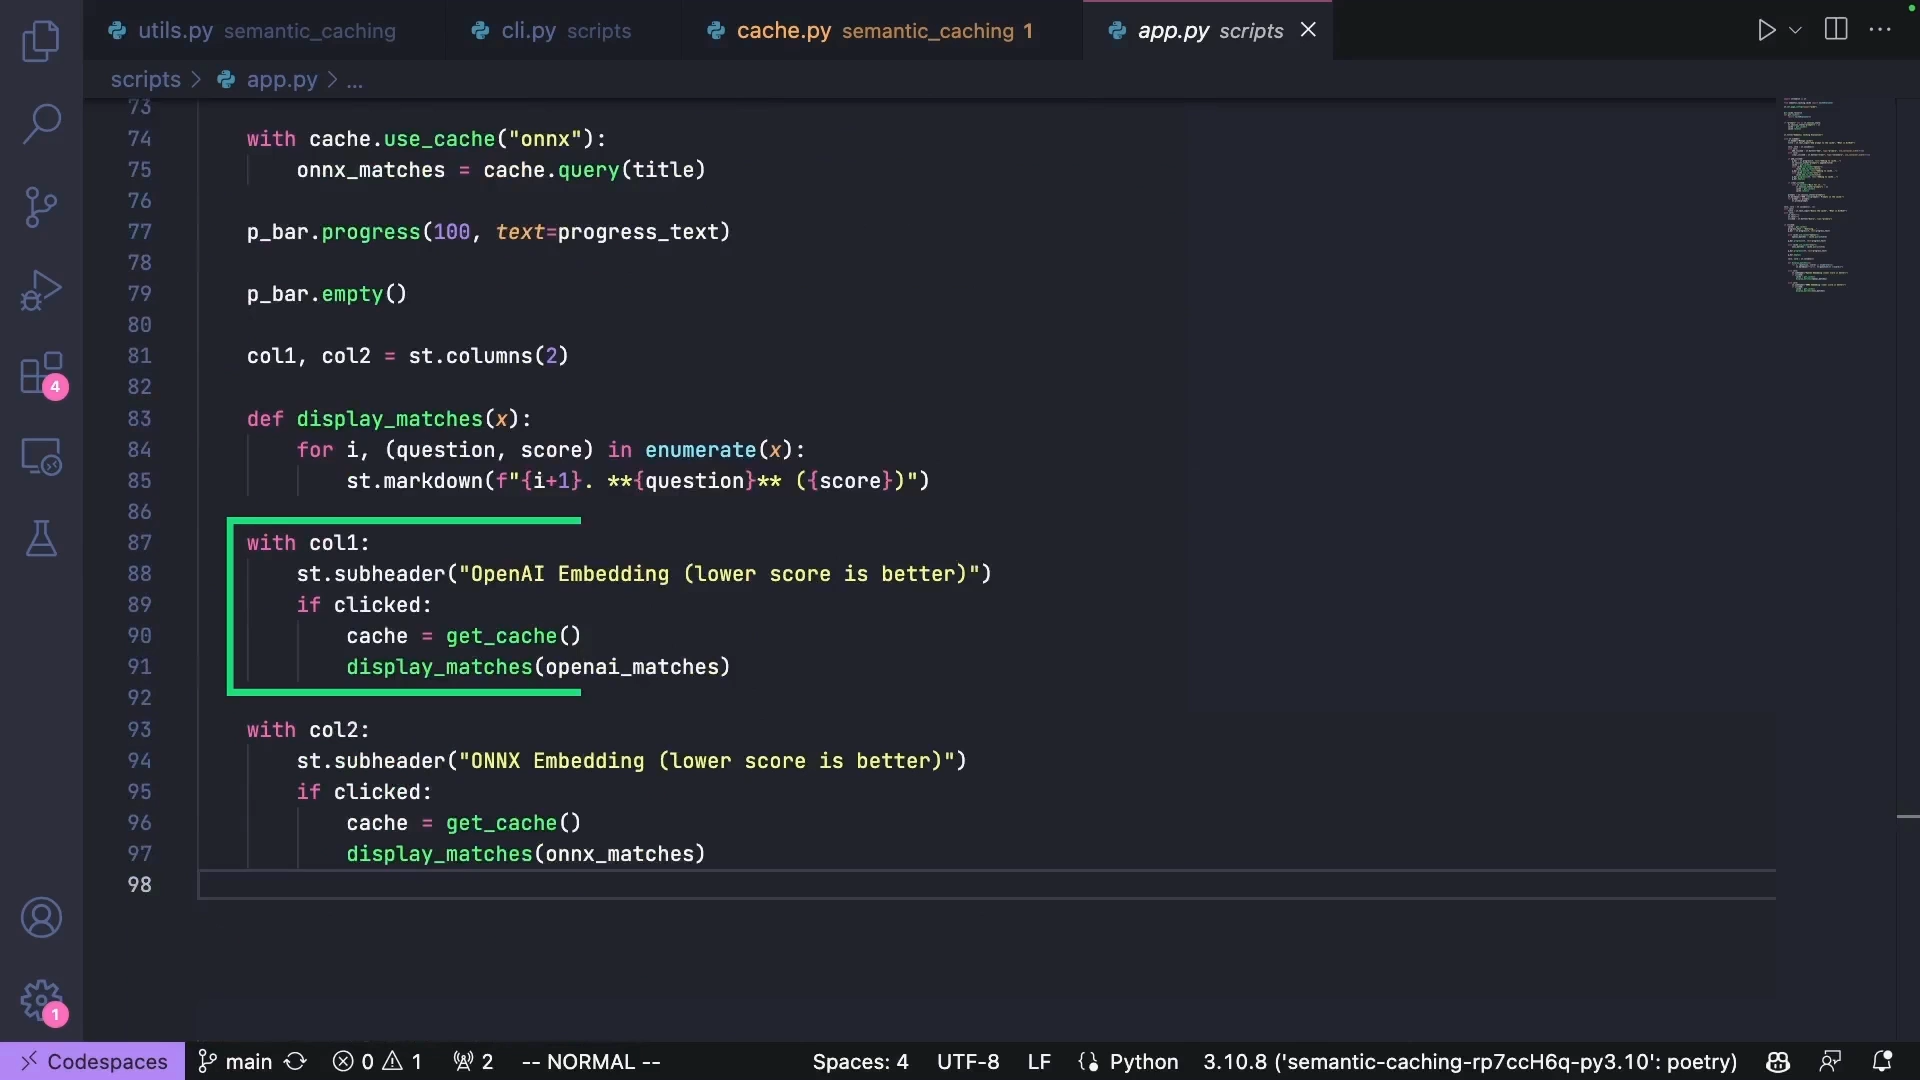 utils.py semantic_caching
cli.py scripts
cache.py semantic_caching 1
app.py scripts
scripts > app.py > ...
73
74 with cache.use_cache("onnx"):
75 onnx_matches = cache.query(title)
76
77 p_bar.progress(100, text=progress_text)
78
79 p_bar.empty()
80
81 col1, col2 = st.columns(2)
82
83 def display_matches(x):
84 for i, (question, score) in enumerate(x):
85 st.markdown(f"{i+1}. **{question}** ({score})")
86
87 with col1:
88 st.subheader("OpenAI Embedding (lower score is better)")
89 if clicked:
90 cache = get_cache()
91 display_matches(openai_matches)
92
93 with col2:
94 st.subheader("ONNX Embedding (lower score is better)")
95 if clicked:
96 cache = get_cache()
97 display_matches(onnx_matches)
98
4
1
Codespaces main 0 1 2 -- NORMAL -- Spaces: 4 UTF-8 LF Python 3.10.8 ('semantic-caching-rp7ccH6q-py3.10': poetry)